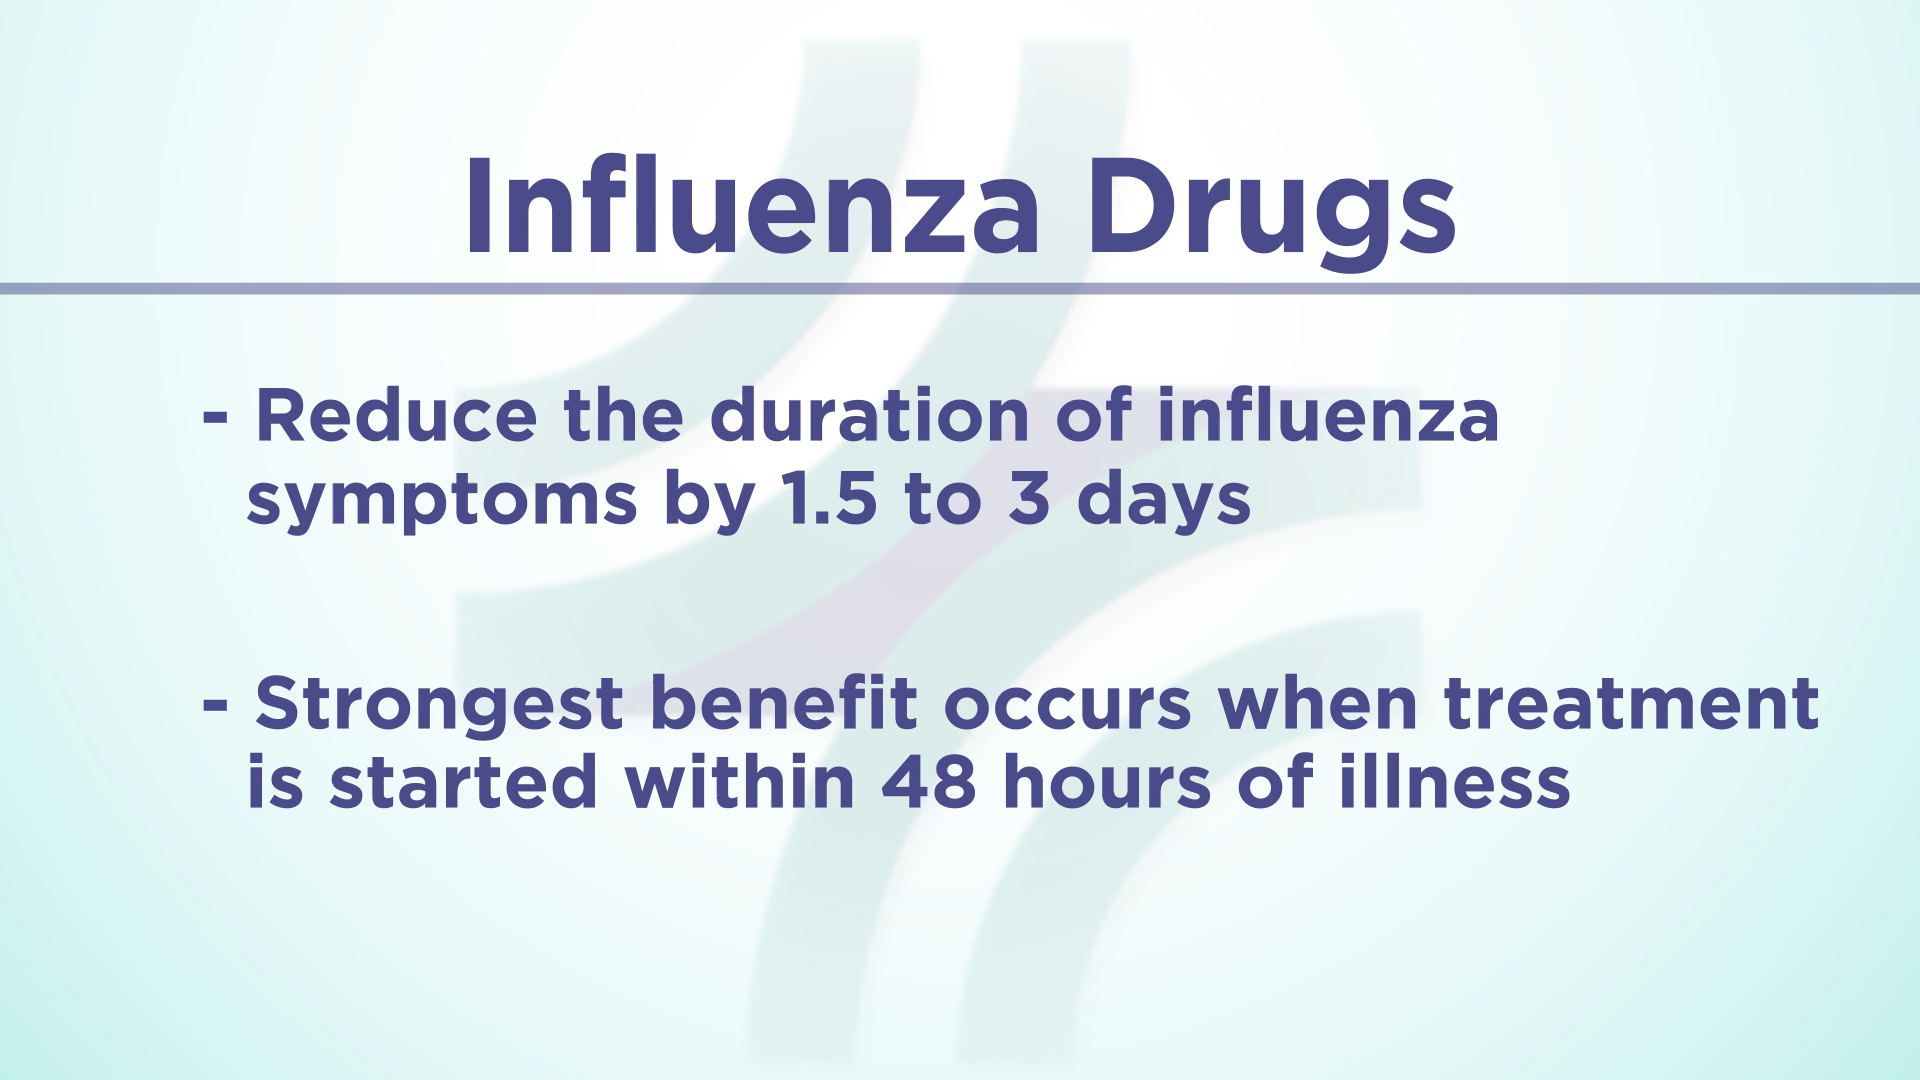 Influenza Drugs
- Reduce the duration of influenza
symptoms by 1.5 to 3 days
- Strongest benefit occurs when treatment
is started within 48 hours of illness